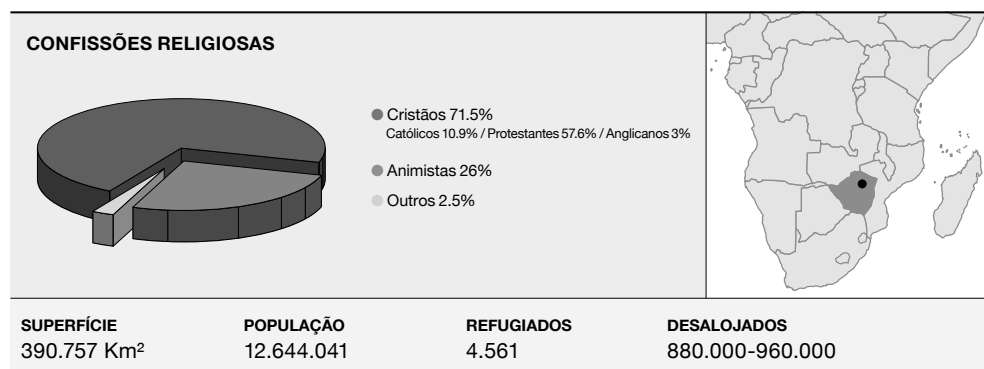 CONFISSÕES RELIGIOSAS
Cristãos 71.5%
Católicos 10.9% / Protestantes 57.6% / Anglicanos 3%
Animistas 26%
Outros 2.5%
SUPERFÍCIE
390.757 Km²
POPULAÇÃO
12.644.041
REFUGIADOS
4.561
DESALOJADOS
880.000-960.000